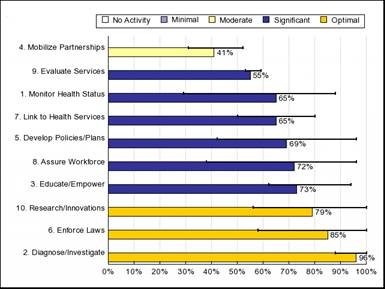 No Activity Minimal Moderate Significant Optimal
4. Mobilize Partnerships 41%
9. Evaluate Services 55%
1. Monitor Health Status 65%
7. Link to Health Services 65%
5. Develop Policies/Plans 69%
8. Assure Workforce 72%
3. Educate/Empower 73%
10. Research/Innovations 79%
6. Enforce Laws 85%
2. Diagnose/Investigate 96%
0% 10% 20% 30% 40% 50% 60% 70% 80% 90% 100%